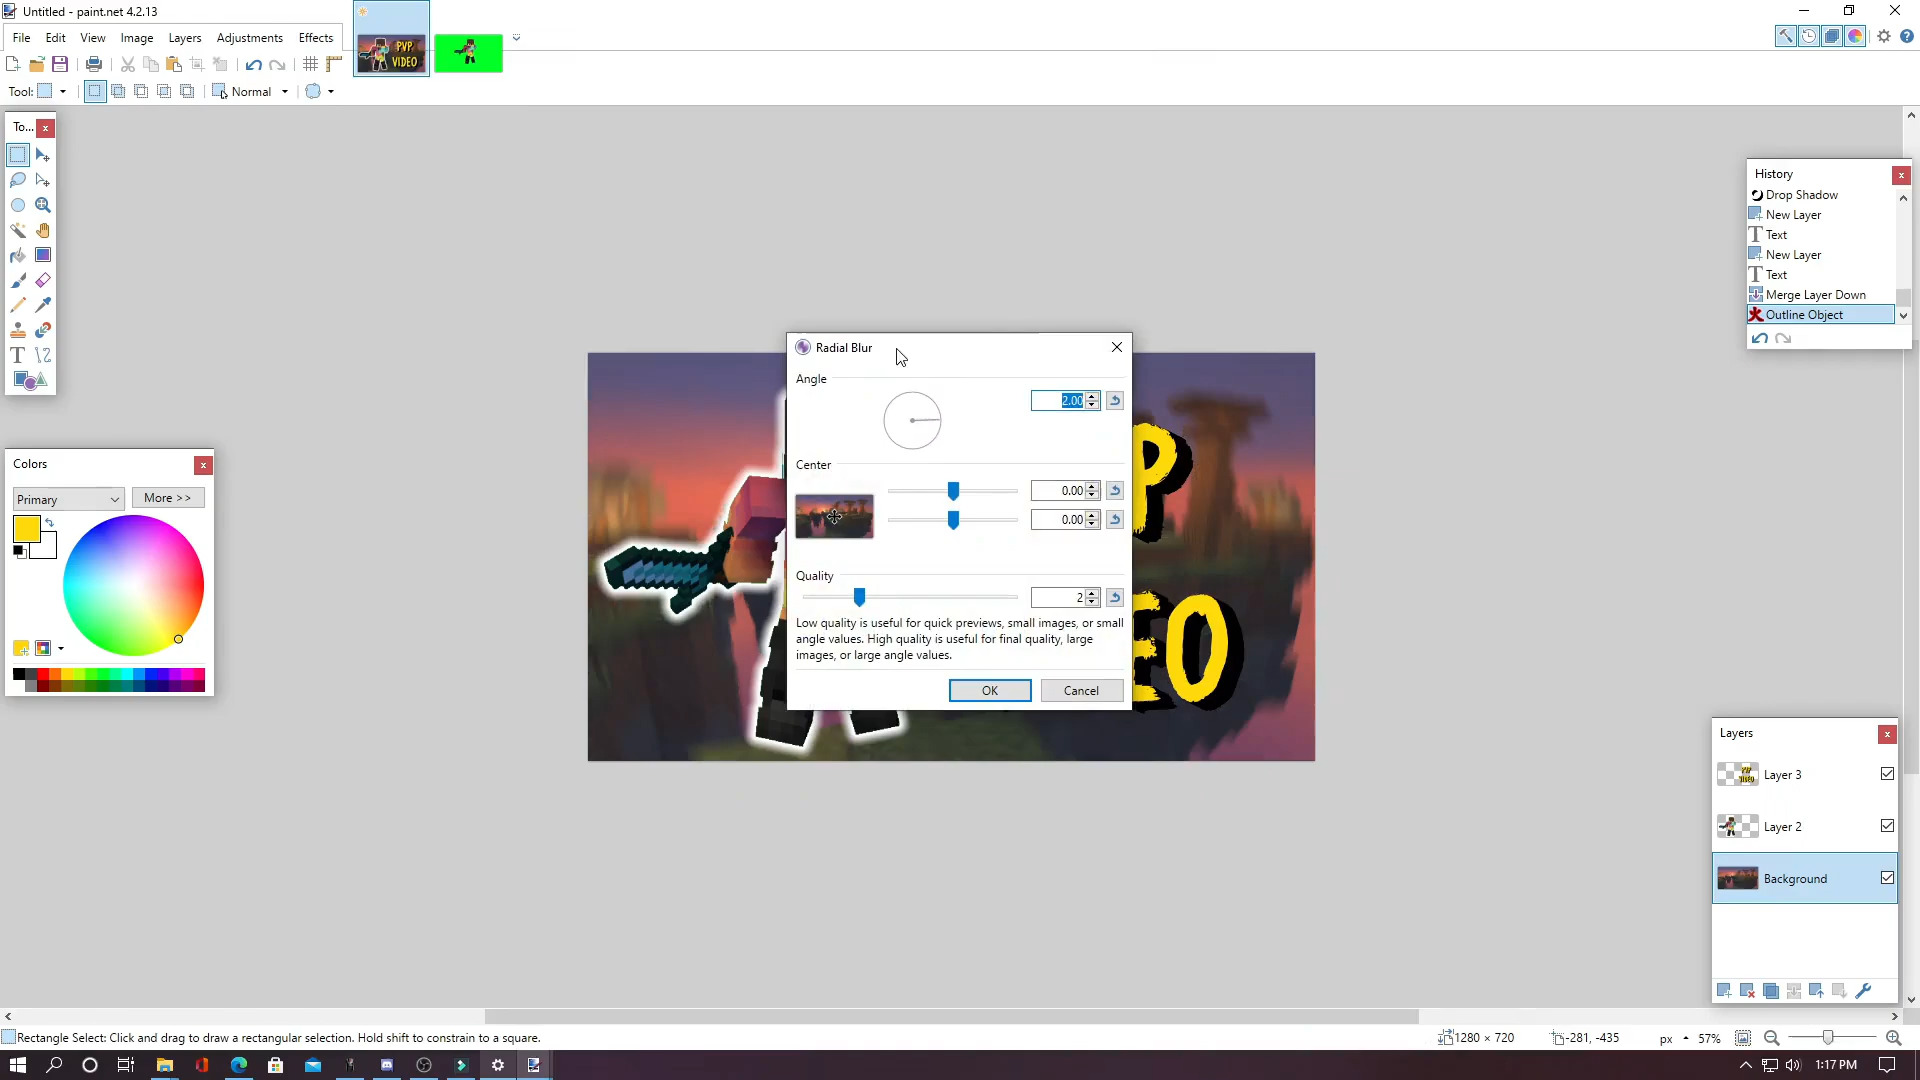 Untitled - paint.net 4.2.13
File Edit View Image Layers Adjustments Effects
PVP
VIDEO
Tool: Normal
To...
History
Drop Shadow
New Layer
Text
New Layer
Text
Merge Layer Down
Outline Object
Radial Blur
Angle
2.00
Center
0.00
0.00
Quality
2
Low quality is useful for quick previews, small images, or small
angle values. High quality is useful for final quality, large
images, or large angle values.
OK Cancel
P
EO
Colors
Primary
More >>
Layers
Layer 3
Layer 2
Background
Rectangle Select: Click and drag to draw a rectangular selection. Hold shift to constrain to a square.
1280 × 720
-281, -435
px
57%
1:17 PM